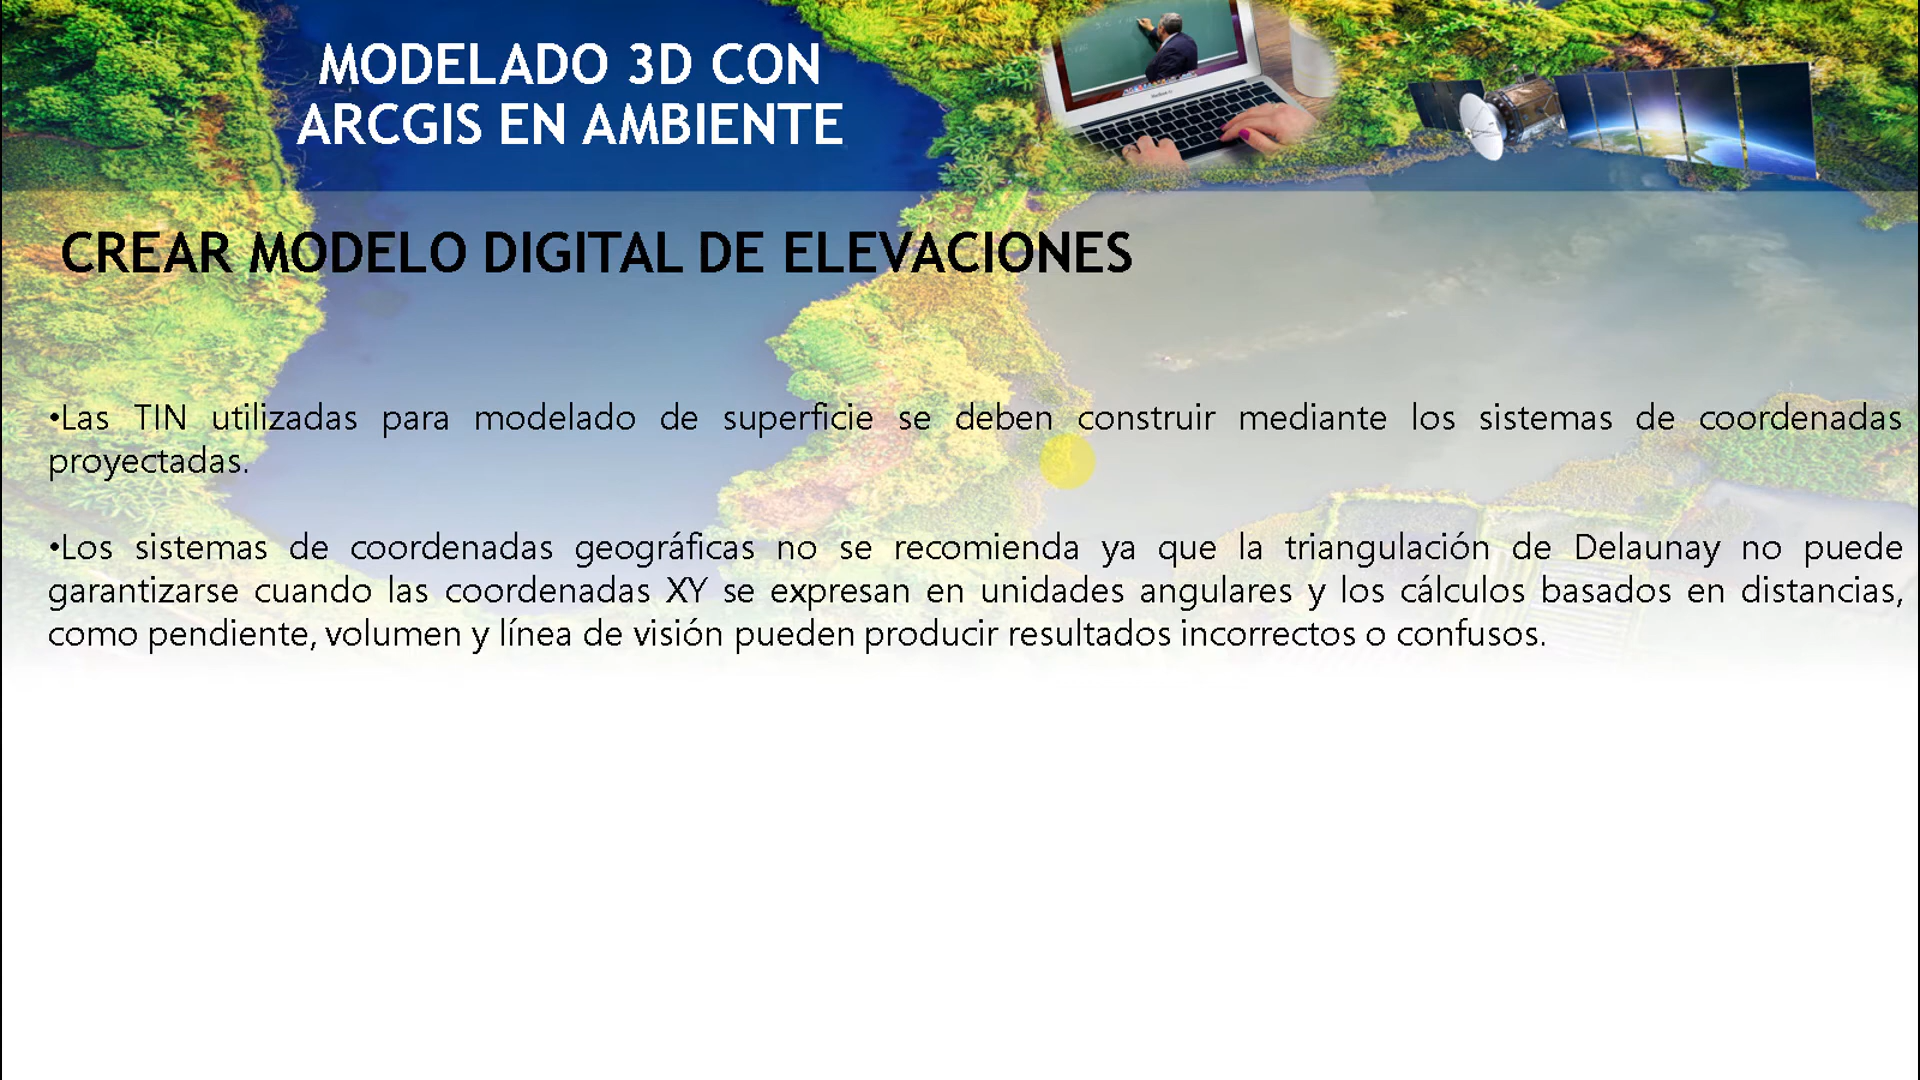 MODELADO 3D CON
ARCGIS EN AMBIENTE
CREAR MODELO DIGITAL DE ELEVACIONES
•Las TIN utilizadas para modelado de superficie se deben construir mediante los sistemas de coordenadas
proyectadas.
•Los sistemas de coordenadas geográficas no se recomienda ya que la triangulación de Delaunay no puede
garantizarse cuando las coordenadas XY se expresan en unidades angulares y los cálculos basados en distancias,
como pendiente, volumen y línea de visión pueden producir resultados incorrectos o confusos.